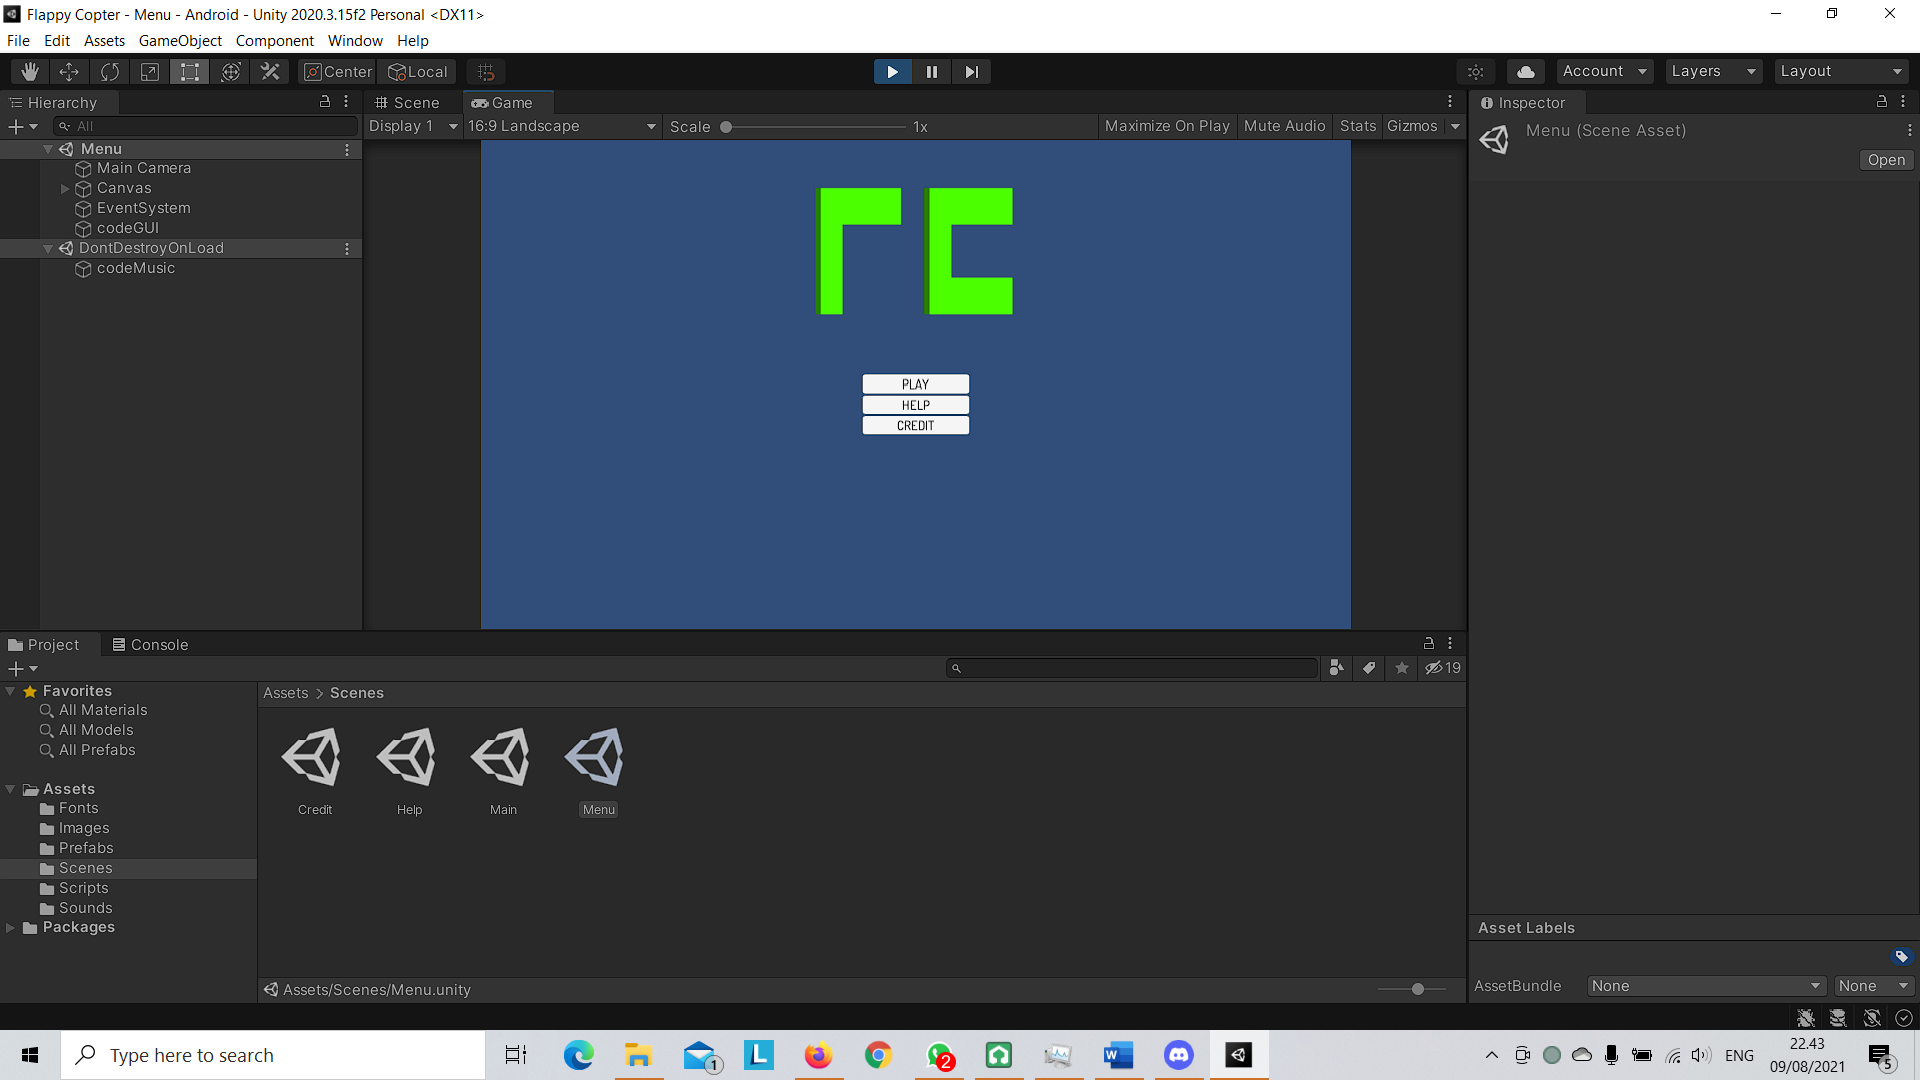 Flappy Copter - Menu - Android - Unity 2020.3.15f2 Personal <DX11>
File Edit Assets GameObject Component Window Help
Center Local Account Layers Layout
Hierarchy
All
Menu
Main Camera
Canvas
EventSystem
codeGUI
DontDestroyOnLoad
codeMusic
Scene Game
Display 1 16:9 Landscape Scale 1x Maximize On Play Mute Audio Stats Gizmos
PLAY
HELP
CREDIT
Inspector
Menu (Scene Asset)
Open
Project Console
19
Favorites
All Materials
All Models
All Prefabs
Assets
Fonts
Images
Prefabs
Scenes
Scripts
Sounds
Packages
Assets > Scenes
Credit Help Main Menu
Assets/Scenes/Menu.unity
Asset Labels
AssetBundle None None
Type here to search
1
L
2
W
ENG
22.43
09/08/2021
5